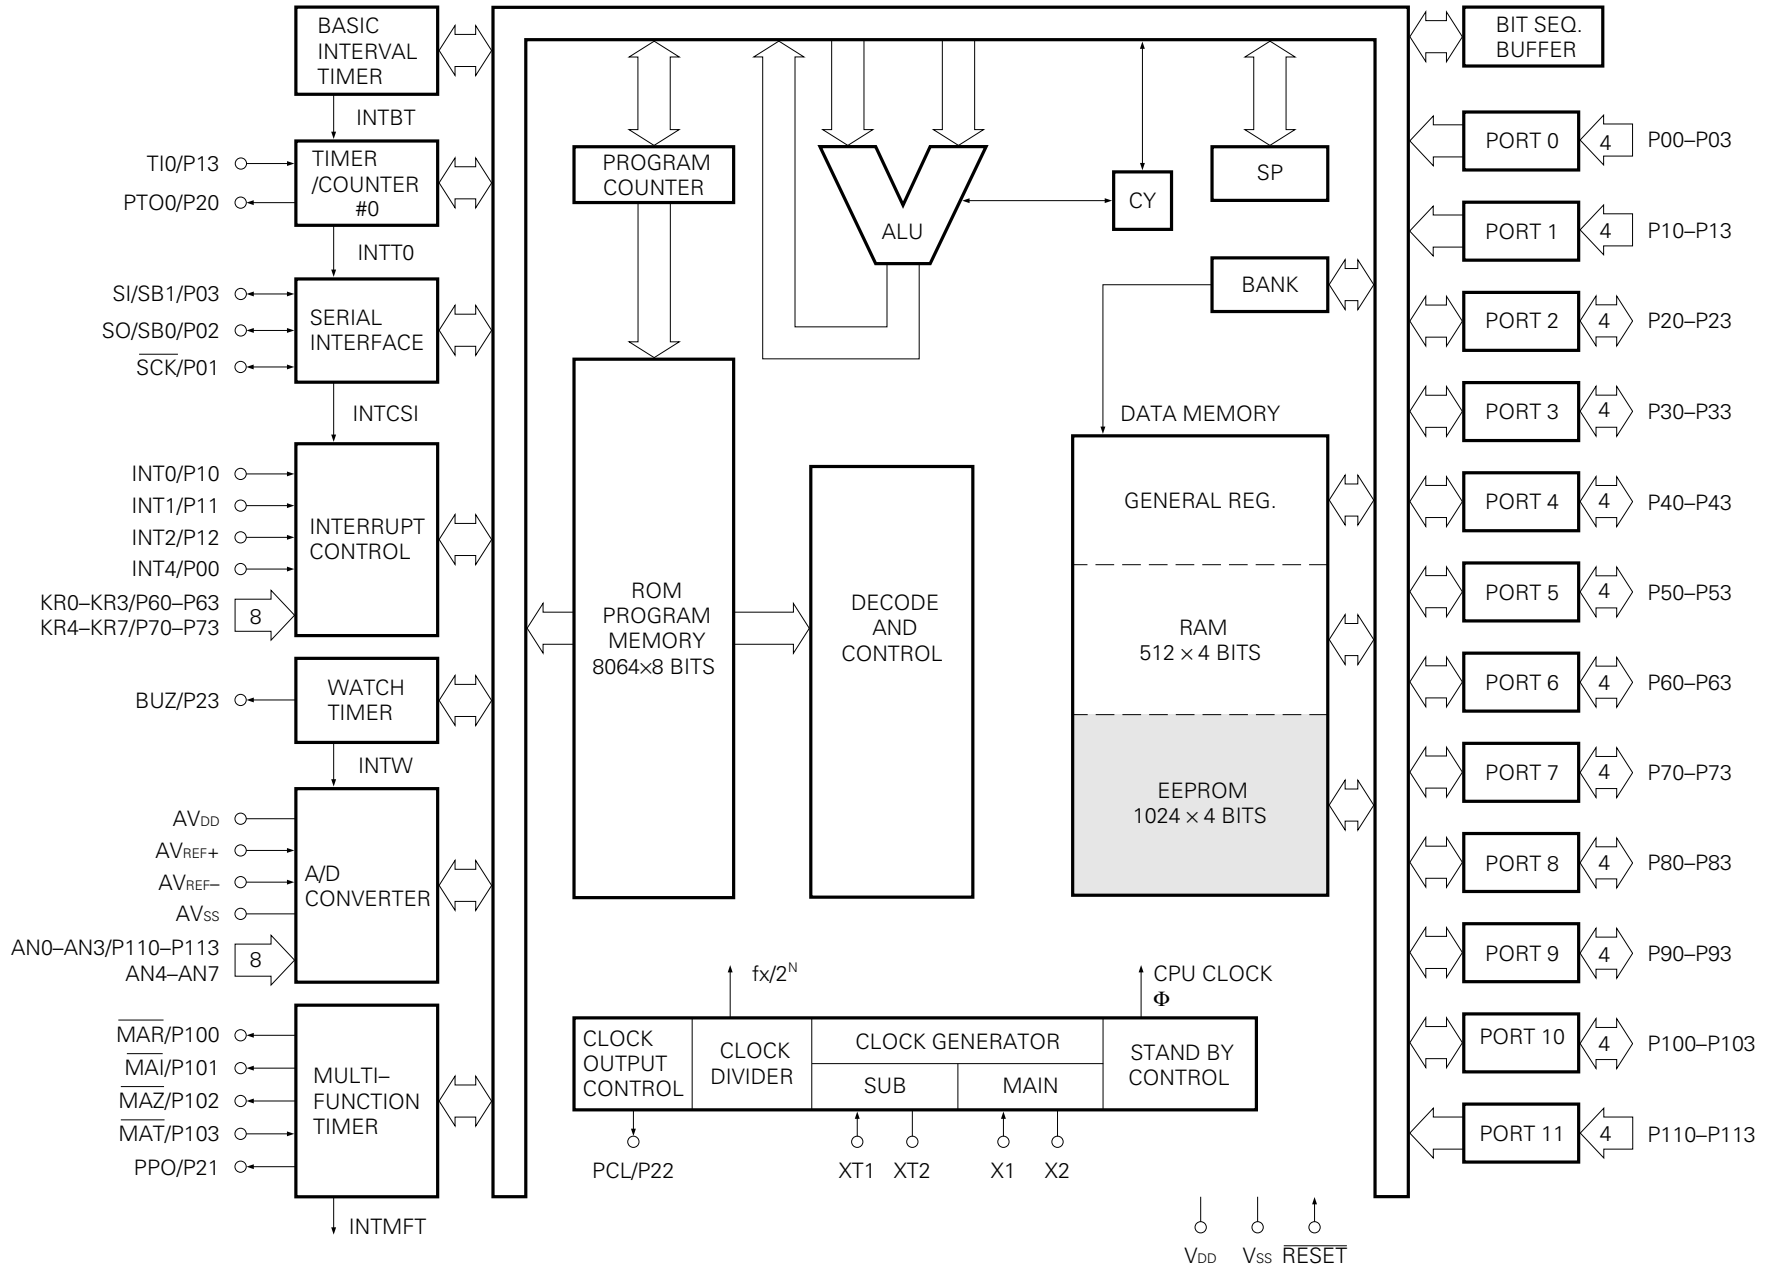 BASIC
INTERVAL
TIMER
INTBT
TI0/P13
PTO0/P20
TIMER
/COUNTER
#0
INTT0
SI/SB1/P03
SO/SB0/P02
SCK/P01
SERIAL
INTERFACE
INTCSI
INT0/P10
INT1/P11
INT2/P12
INT4/P00
KR0–KR3/P60–P63
KR4–KR7/P70–P73
8
INTERRUPT
CONTROL
BUZ/P23
WATCH
TIMER
INTW
AVDD
AVREF+
AVREF–
AVSS
AN0–AN3/P110–P113
AN4–AN7
8
A/D
CONVERTER
MAR/P100
MAI/P101
MAZ/P102
MAT/P103
PPO/P21
MULTI–
FUNCTION
TIMER
INTMFT
PROGRAM
COUNTER
ALU
CY
SP
BANK
ROM
PROGRAM
MEMORY
8064×8 BITS
DECODE
AND
CONTROL
DATA MEMORY
GENERAL REG.
RAM
512 × 4 BITS
EEPROM
1024 × 4 BITS
fx/2N
CPU CLOCK
Φ
CLOCK
OUTPUT
CONTROL
CLOCK
DIVIDER
CLOCK GENERATOR
SUB
MAIN
STAND BY
CONTROL
PCL/P22
XT1
XT2
X1
X2
VDD
VSS
RESET
BIT SEQ.
BUFFER
PORT 0
4
P00–P03
PORT 1
4
P10–P13
PORT 2
4
P20–P23
PORT 3
4
P30–P33
PORT 4
4
P40–P43
PORT 5
4
P50–P53
PORT 6
4
P60–P63
PORT 7
4
P70–P73
PORT 8
4
P80–P83
PORT 9
4
P90–P93
PORT 10
4
P100–P103
PORT 11
4
P110–P113